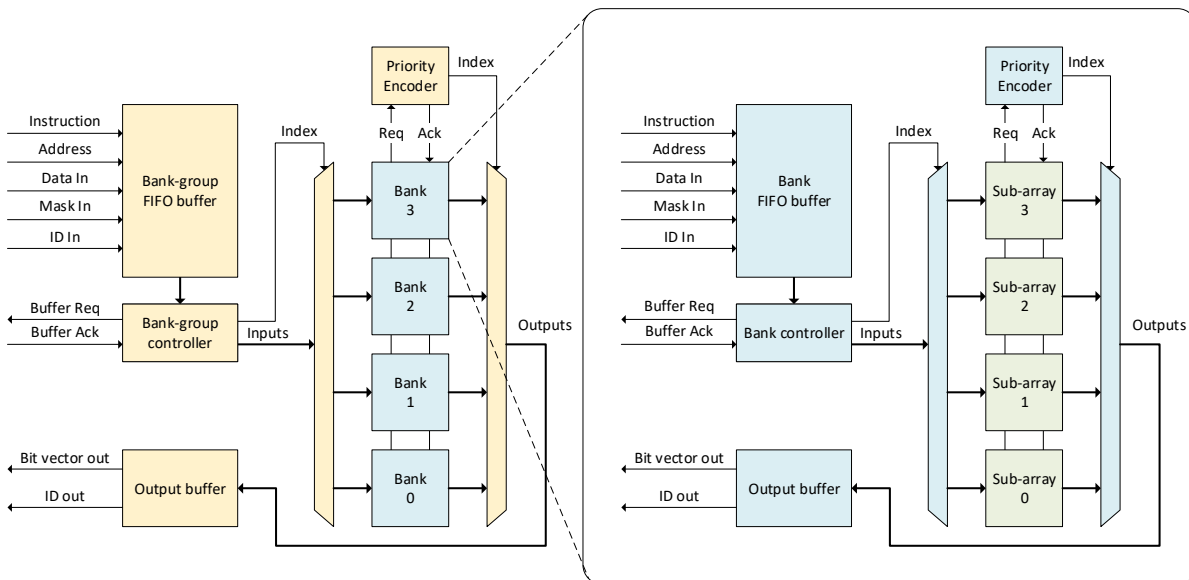 Priority
Encoder
Index
Instruction
Address
Data In
Mask In
ID In
Bank-group
FIFO buffer
Index
Req
Ack
Bank
3
Bank
2
Buffer Req
Buffer Ack
Bank-group
controller
Inputs
Outputs
Bank
1
Bit vector out
ID out
Output buffer
Bank
0
Priority
Encoder
Index
Instruction
Address
Data In
Mask In
ID In
Bank
FIFO buffer
Index
Req
Ack
Sub-array
3
Sub-array
2
Buffer Req
Buffer Ack
Bank controller
Inputs
Outputs
Sub-array
1
Bit vector out
ID out
Output buffer
Sub-array
0